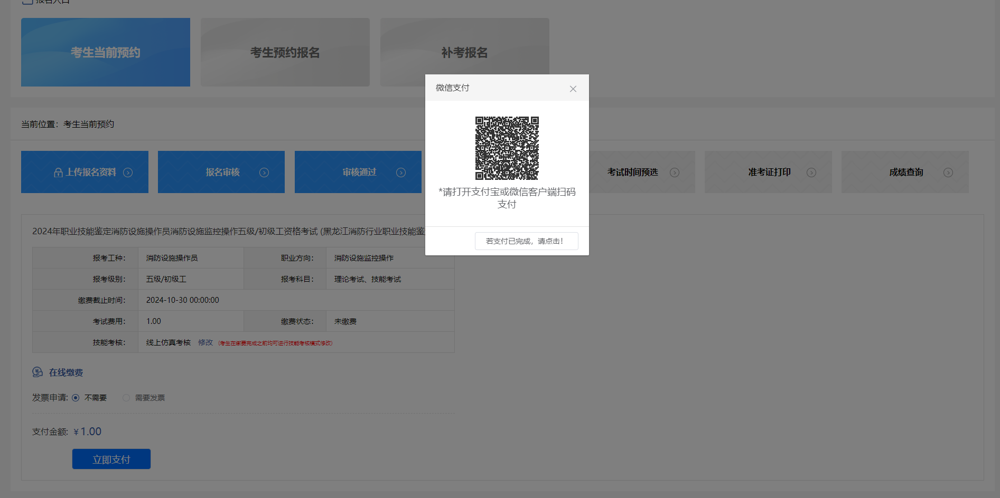 报名入口
考生当前预约
考生预约报名
补考报名
微信支付
*请打开支付宝或微信客户端扫码
支付
若支付已完成，请点击！
当前位置：考生当前预约
上传报名资料
报名审核
审核通过
考试时间预选
准考证打印
成绩查询
2024年职业技能鉴定消防设施操作员消防设施监控操作五级/初级工资格考试 (黑龙江消防行业职业技能鉴
报考工种： 消防设施操作员 职业方向： 消防设施监控操作
报考级别： 五级/初级工 报考科目： 理论考试、技能考试
缴费截止时间： 2024-10-30 00:00:00
考试费用： 1.00 缴费状态： 未缴费
技能考核： 线上仿真考核 修改 (考生在缴费完成之前均可进行技能考核模式修改)
在线缴费
发票申请: 不需要 需要发票
支付金额: ¥1.00
立即支付